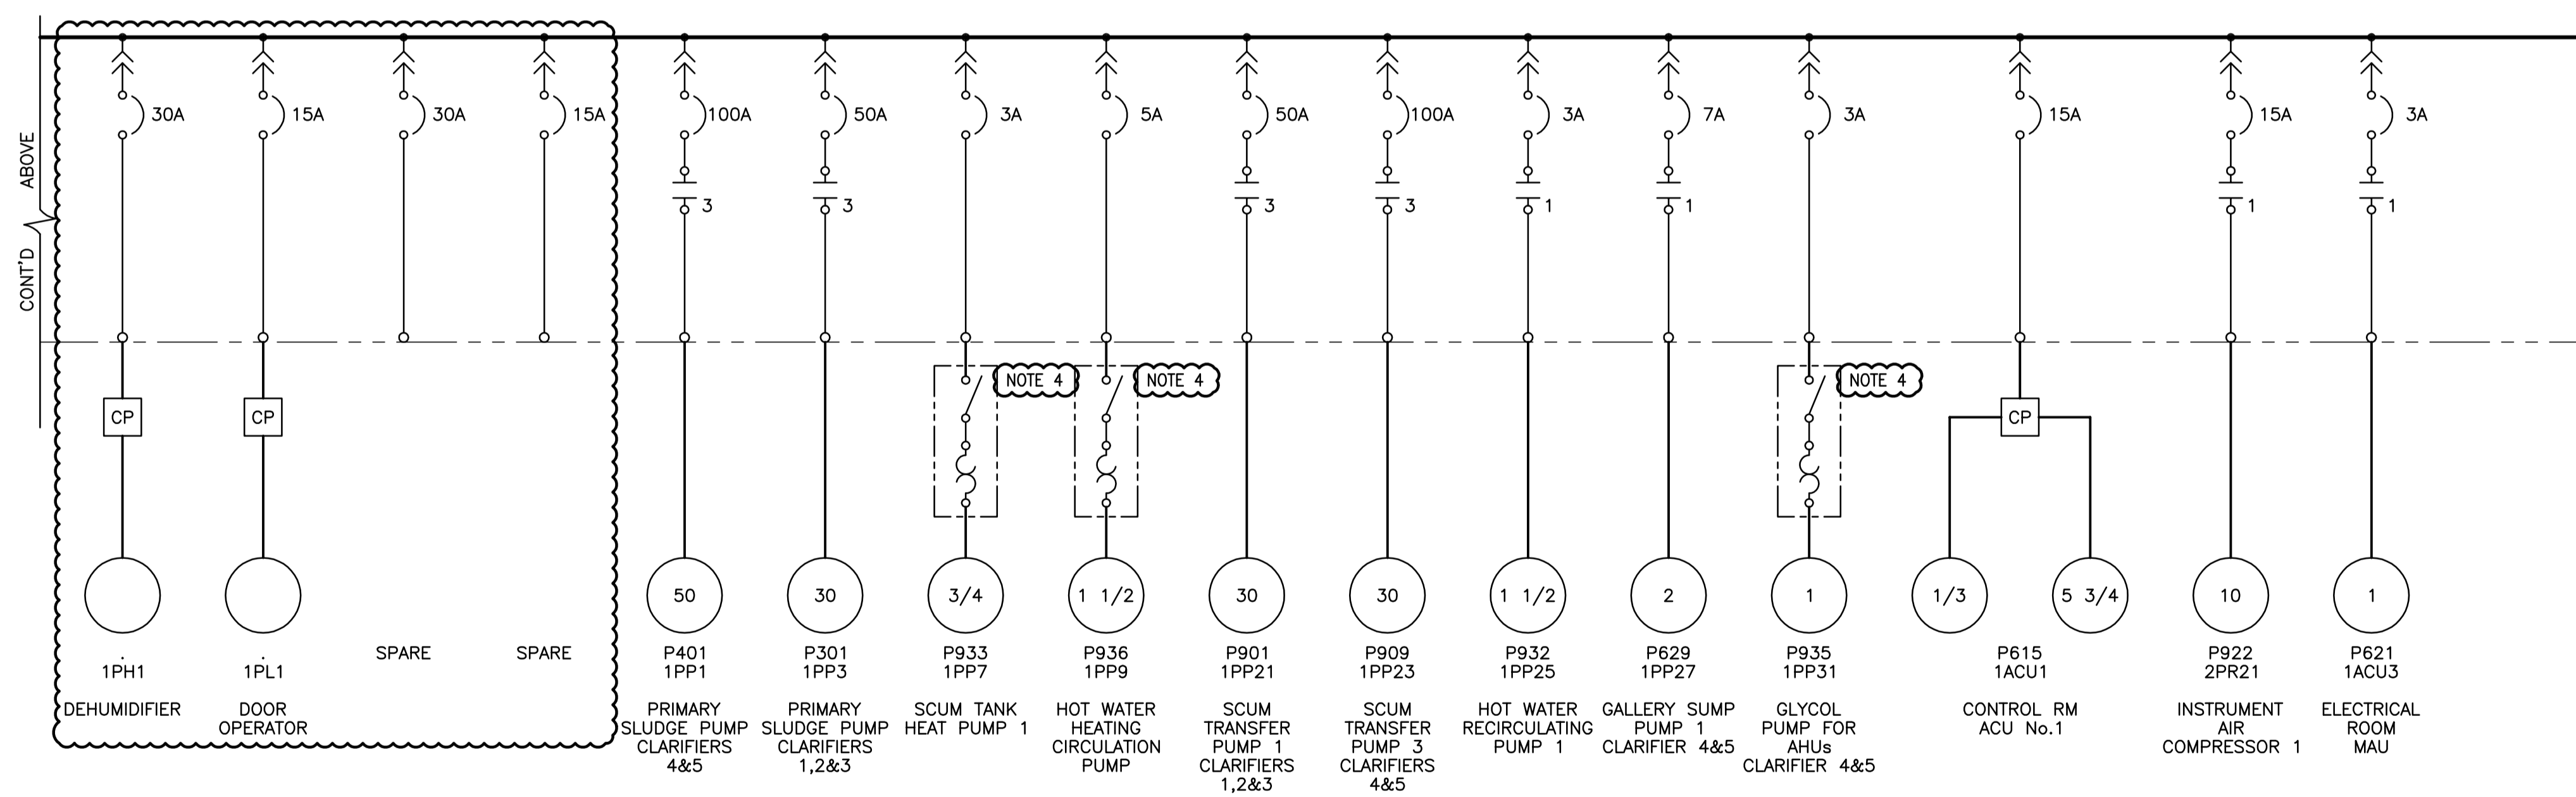 CONT'D ABOVE
30A 15A 30A 15A 100A 50A 3A 5A 50A 100A 3A 7A 3A 15A 15A 3A
3 3 3 3 1 1 1 1
NOTE 4 NOTE 4 NOTE 4
CP CP CP
50 30 3/4 1 1/2 30 30 1 1/2 2 1 1/3 5 3/4 10 1
.
1PH1
DEHUMIDIFIER
.
1PL1
DOOR
OPERATOR
SPARE
SPARE
P401
1PP1
PRIMARY
SLUDGE PUMP
CLARIFIERS
4&5
P301
1PP3
PRIMARY
SLUDGE PUMP
CLARIFIERS
1,2&3
P933
1PP7
SCUM TANK
HEAT PUMP 1
P936
1PP9
HOT WATER
HEATING
CIRCULATION
PUMP
P901
1PP21
SCUM
TRANSFER
PUMP 1
CLARIFIERS
1,2&3
P909
1PP23
SCUM
TRANSFER
PUMP 3
CLARIFIERS
4&5
P932
1PP25
HOT WATER
RECIRCULATING
PUMP 1
P629
1PP27
GALLERY SUMP
PUMP 1
CLARIFIER 4&5
P935
1PP31
GLYCOL
PUMP FOR
AHUs
CLARIFIER 4&5
P615
1ACU1
CONTROL RM
ACU No.1
P922
2PR21
INSTRUMENT
AIR
COMPRESSOR 1
P621
1ACU3
ELECTRICAL
ROOM
MAU